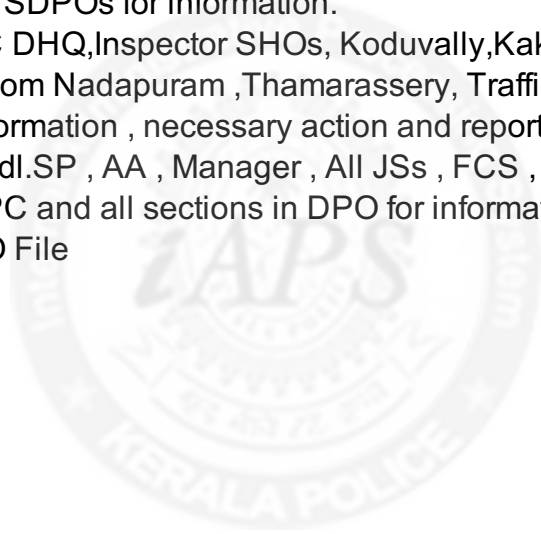 SDPOs for information.
DHQ,Inspector SHOs, Koduvally,Kak
om Nadapuram ,Thamarassery, Traffi
ormation , necessary action and report
dl.SP , AA , Manager , All JSs , FCS ,
PC and all sections in DPO for informat
File
iAPS
KERALA POLICE